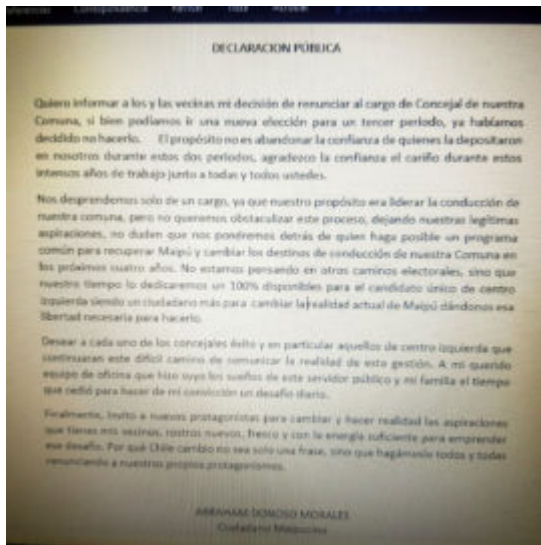 Correspondencia
DECLARACION PÚBLICA
Quiero informar a los y las vecinas mi decisión de renunciar al cargo de Concejal de nuestra
Comuna, si bien podíamos ir una nueva elección para un tercer periodo, ya habíamos
decidido no hacerlo. El propósito no es abandonar la confianza de quienes la depositaron
en nosotros durante estos dos periodos, agradezco la confianza el cariño durante estos
intensos años de trabajo junto a todas y todos ustedes.
Nos desprendemos solo de un cargo, ya que nuestro propósito era liderar la conducción de
nuestra comuna, pero no queremos obstaculizar este proceso, dejando nuestras legítimas
aspiraciones, no duden que nos pondremos detrás de quien haga posible un programa
común para recuperar Maipú y cambiar los destinos de conducción de nuestra Comuna en
los próximos cuatro años. No estamos pensando en otros caminos electorales, sino que
nuestro tiempo lo dedicaremos un 100% disponibles para el candidato único de centro
izquierda siendo un ciudadano más para cambiar la realidad actual de Maipú dándonos esa
libertad necesaria para hacerlo.
Desear a cada uno de los concejales éxito y en particular aquellos de centro izquierda que
continuaran este difícil camino de comunicar la realidad de esta gestión. A mi querido
equipo de oficina que hizo suyo los sueños de este servidor público y mi familia el tiempo
que cedió para hacer de mi convicción un desafío diario.
Finalmente, invito a nuevos protagonistas para cambiar y hacer realidad las aspiraciones
que tienes mis vecinos, rostros nuevos, fresco y con la energía suficiente para emprender
ese desafío. Por qué Chile cambio no sea solo una frase, sino que hagámoslo todos y todas
renunciando a nuestros propios protagonismos.
ABRAHAM DONOSO MORALES
Ciudadano Maipucino